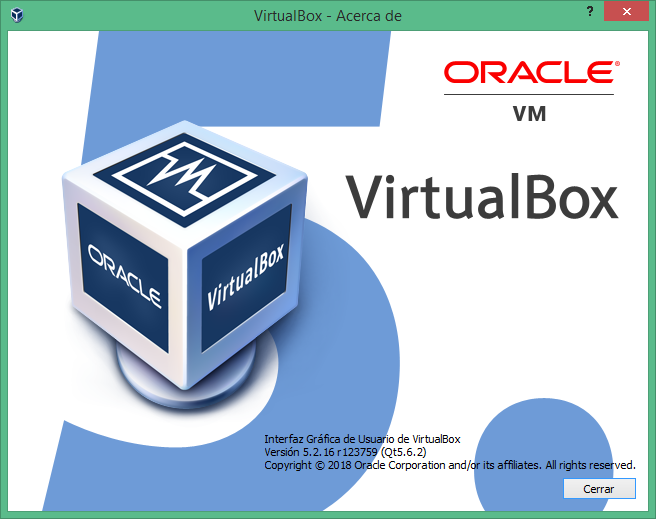 VirtualBox - Acerca de
?
ORACLE®
VM
VirtualBox
ORACLE
VirtualBox
5.
Interfaz Gráfica de Usuario de VirtualBox
Versión 5.2.16 r123759 (Qt5.6.2)
Copyright © 2018 Oracle Corporation and/or its affiliates. All rights reserved.
Cerrar